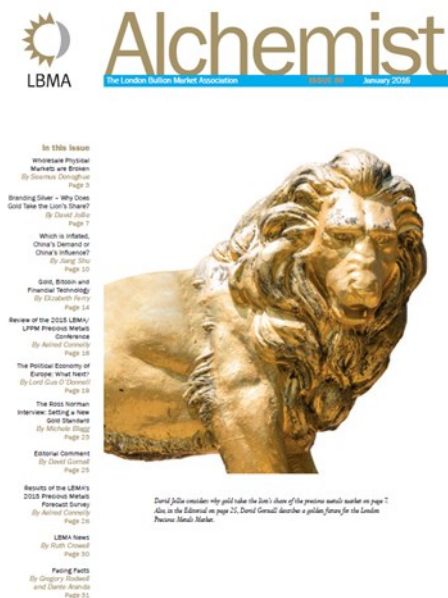 LBMA
Alchemist
The London Bullion Market Association
ISSUE 80
January 2016
In this issue
Wholesale Physical
Markets are Broken
By Seamus Donoghue
Page 3
Branding Silver – Why Does
Gold Take the Lion's Share?
By David Jollie
Page 7
Which is Inflated,
China's Demand or
China's Influence?
By Jiang Shu
Page 10
Gold, Bitcoin and
Financial Technology
By Elizabeth Ferry
Page 14
Review of the 2015 LBMA/
LPPM Precious Metals
Conference
By Aelred Connelly
Page 16
The Political Economy of
Europe: What Next?
By Lord Gus O'Donnell
Page 19
The Ross Norman
Interview: Setting a New
Gold Standard
By Michele Blagg
Page 23
Editorial Comment
By David Gornall
Page 25
Results of the LBMA's
2015 Precious Metals
Forecast Survey
By Aelred Connelly
Page 28
LBMA News
By Ruth Crowell
Page 30
Facing Facts
By Gregory Rodwell
and Dante Aranda
Page 31
David Jollie considers why gold takes the lion's share of the precious metals market on page 7.
Also, in the Editorial on page 25, David Gornall describes a golden future for the London
Precious Metals Market.